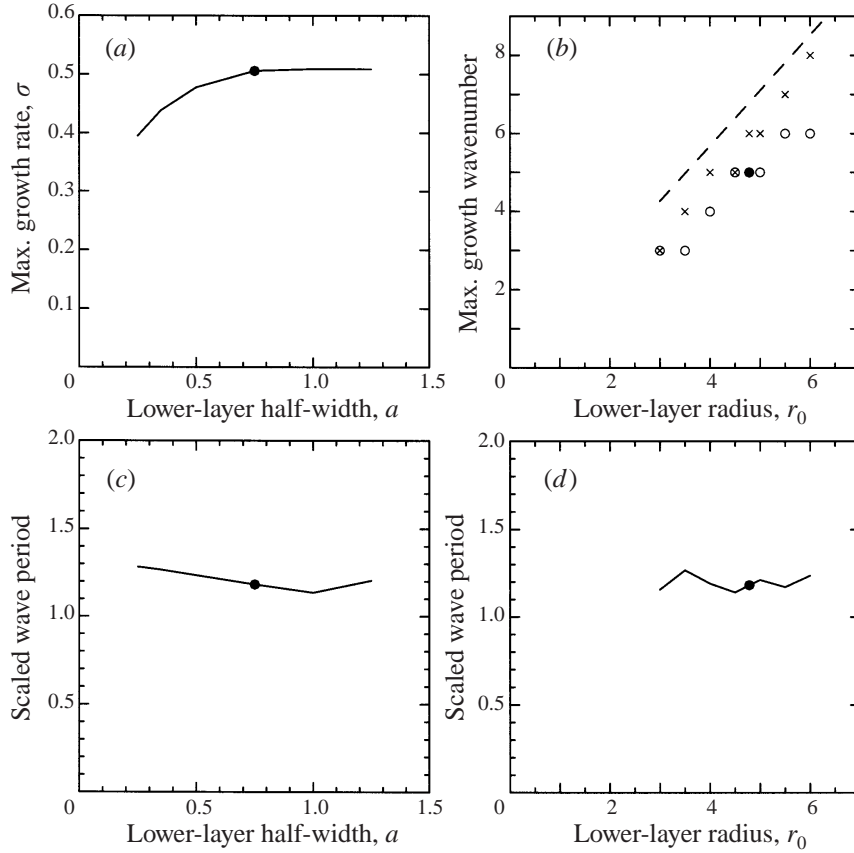 (a)
Max. growth rate, σ
0.6
0.5
0.4
0.3
0.2
0.1
0
0.5
1.0
1.5
Lower-layer half-width, a
(b)
Max. growth wavenumber
8
6
4
2
0
2
4
6
Lower-layer radius, r₀
(c)
Scaled wave period
2.0
1.5
1.0
0.5
0
0.5
1.0
1.5
Lower-layer half-width, a
(d)
Scaled wave period
2.0
1.5
1.0
0.5
0
2
4
6
Lower-layer radius, r₀